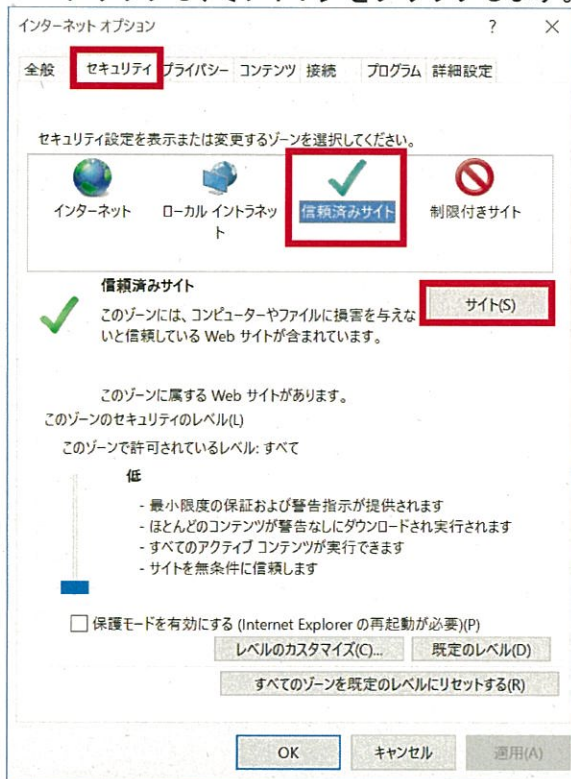 インターネット オプション ? ×
全般 セキュリティ プライバシー コンテンツ 接続 プログラム 詳細設定
セキュリティ設定を表示または変更するゾーンを選択してください。
インターネット ローカル イントラネッ 信頼済みサイト 制限付きサイト
ト
信頼済みサイト
サイト(S)
このゾーンには、コンピューターやファイルに損害を与えな
いと信頼している Web サイトが含まれています。
このゾーンに属する Web サイトがあります。
このゾーンのセキュリティのレベル(L)
このゾーンで許可されているレベル: すべて
低
- 最小限度の保証および警告指示が提供されます
- ほとんどのコンテンツが警告なしにダウンロードされ実行されます
- すべてのアクティブ コンテンツが実行できます
- サイトを無条件に信頼します
保護モードを有効にする (Internet Explorer の再起動が必要)(P)
レベルのカスタマイズ(C)... 既定のレベル(D)
すべてのゾーンを既定のレベルにリセットする(R)
OK キャンセル 適用(A)